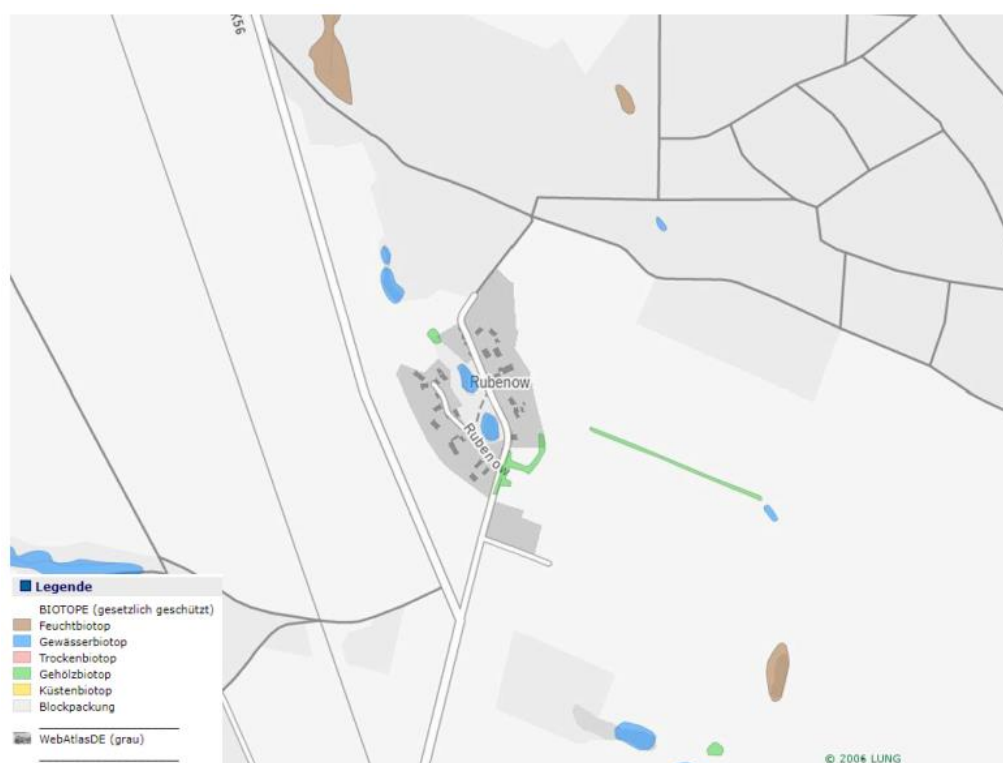 K56
Rubenow
Rubenow
Legende
BIOTOPE (gesetzlich geschützt)
Feuchtbiotop
Gewässerbiotop
Trockenbiotop
Gehölzbiotop
Küstenbiotop
Blockpackung
WebAtlasDE (grau)
© 2006 LUNG